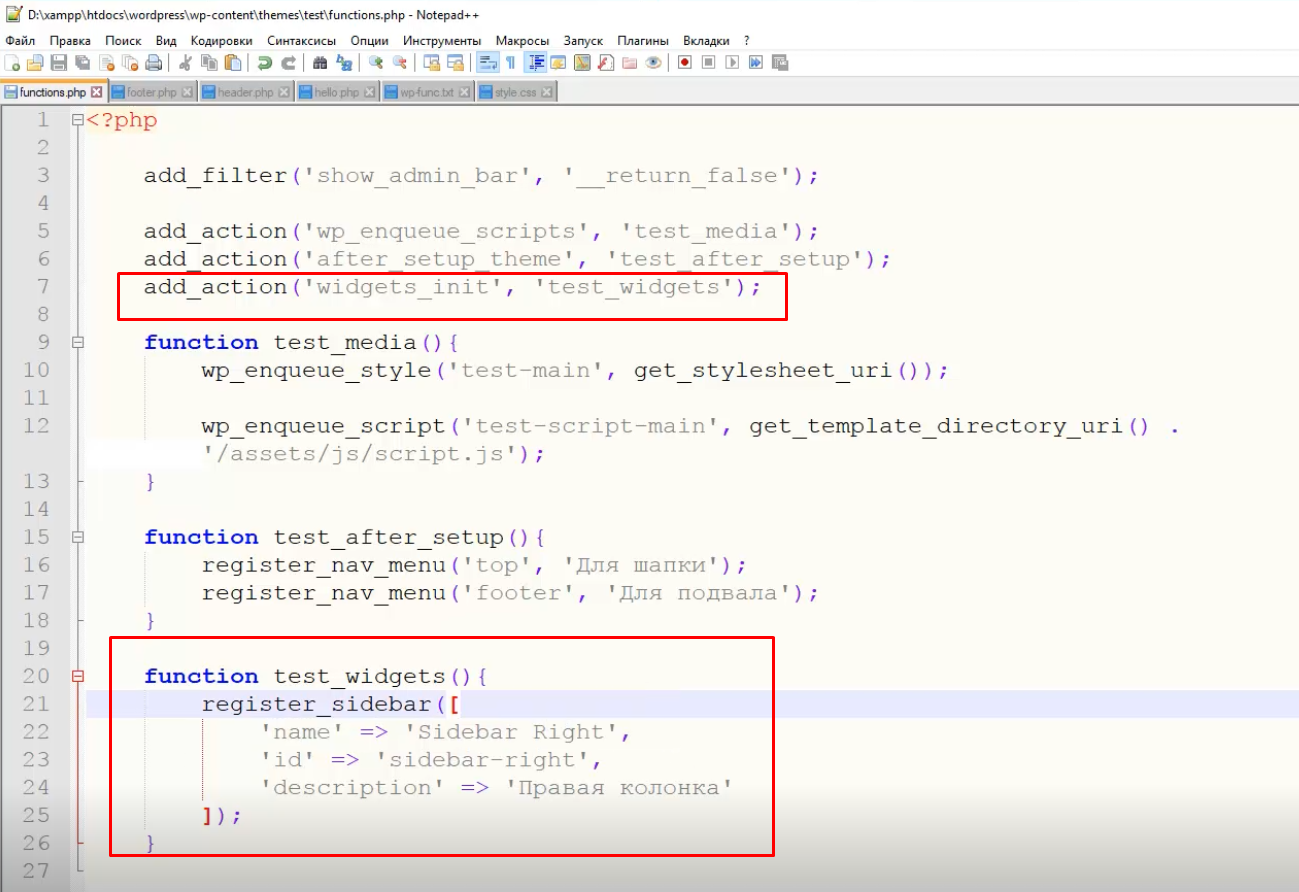 D:\xampp\htdocs\wordpress\wp-content\themes\test\functions.php - Notepad++
Файл Правка Поиск Вид Кодировки Синтаксисы Опции Инструменты Макросы Запуск Плагины Вкладки ?
functions.php footer.php header.php hello.php wp-func.txt style.css
1 <?php
2
3 add_filter('show_admin_bar', '__return_false');
4
5 add_action('wp_enqueue_scripts', 'test_media');
6 add_action('after_setup_theme', 'test_after_setup');
7 add_action('widgets_init', 'test_widgets');
8
9 function test_media(){
10 wp_enqueue_style('test-main', get_stylesheet_uri());
11
12 wp_enqueue_script('test-script-main', get_template_directory_uri() .
'/assets/js/script.js');
13 }
14
15 function test_after_setup(){
16 register_nav_menu('top', 'Для шапки');
17 register_nav_menu('footer', 'Для подвала');
18 }
19
20 function test_widgets(){
21 register_sidebar([
22 'name' => 'Sidebar Right',
23 'id' => 'sidebar-right',
24 'description' => 'Правая колонка'
25 ]);
26 }
27